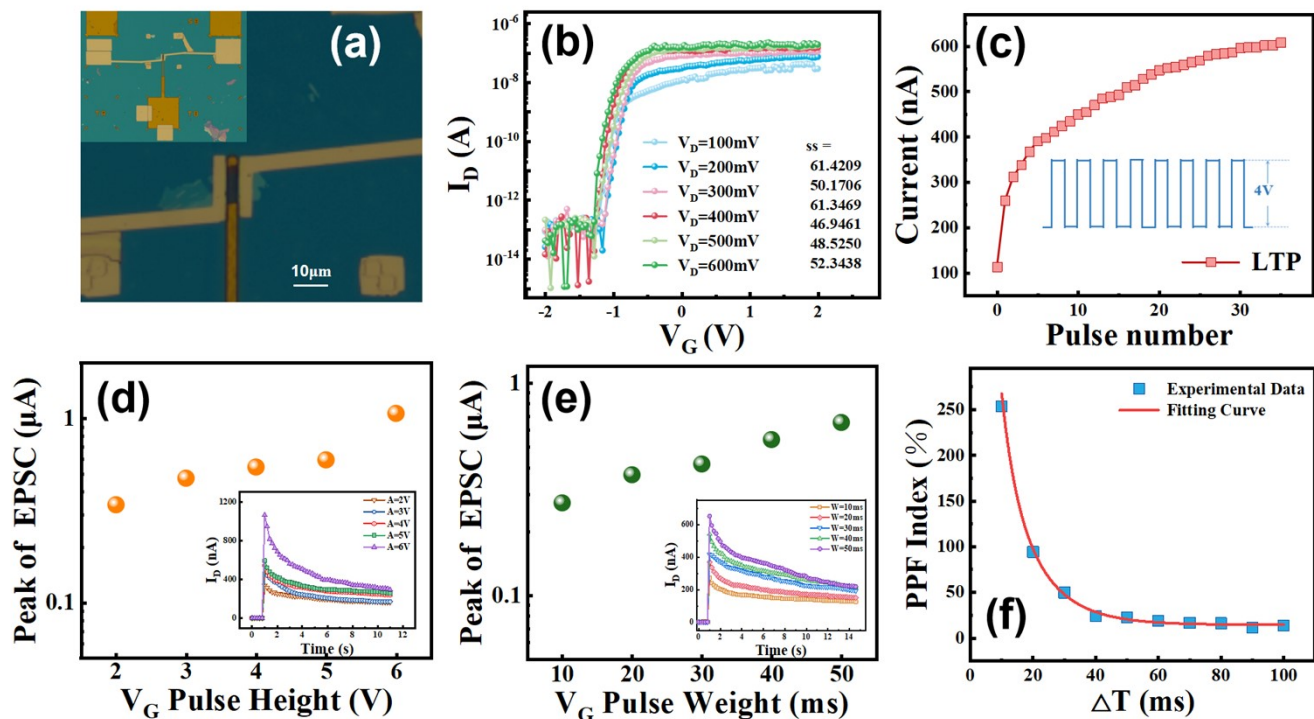 (a)
10μm
(b)
I_D (A)
10^-6
10^-8
10^-10
10^-12
10^-14
V_D=100mV
V_D=200mV
V_D=300mV
V_D=400mV
V_D=500mV
V_D=600mV
ss =
61.4209
50.1706
61.3469
46.9461
48.5250
52.3438
-2 -1 0 1 2
V_G (V)
(c)
Current (nA)
600
500
400
300
200
100
4V
LTP
0 10 20 30
Pulse number
(d)
Peak of EPSC (μA)
1
0.1
I_D (nA)
1200
800
400
0
A=2V
A=3V
A=4V
A=5V
A=6V
0 2 4 6 8 10 12
Time (s)
2 3 4 5 6
V_G Pulse Height (V)
(e)
Peak of EPSC (μA)
1
0.1
I_D (nA)
600
400
200
0
W=10ms
W=20ms
W=30ms
W=40ms
W=50ms
0 2 4 6 8 10 12 14
Time (s)
10 20 30 40 50
V_G Pulse Weight (ms)
Experimental Data
Fitting Curve
PPF Index (%)
250
200
150
100
50
0
(f)
0 20 40 60 80 100
△T (ms)